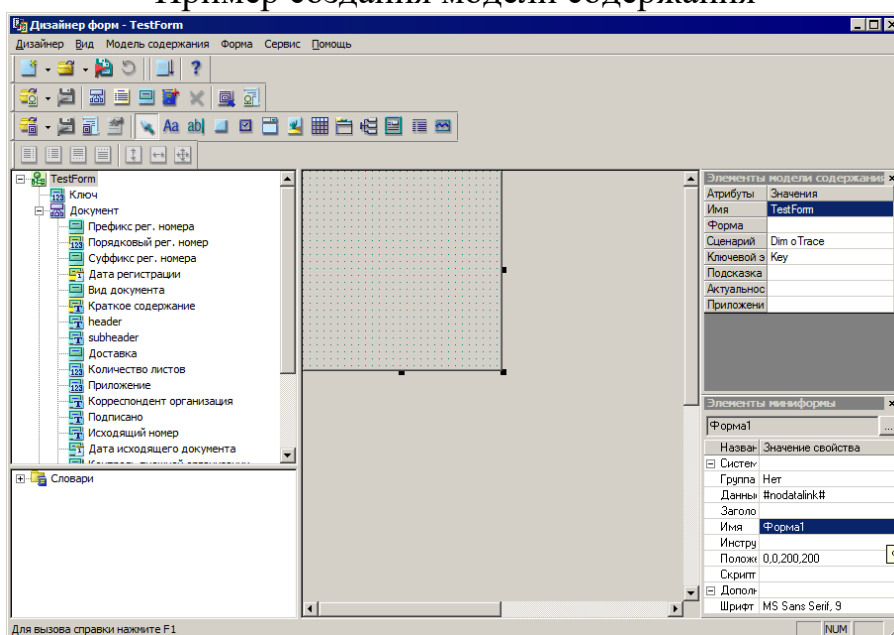 Пример создания модели содержания
Дизайнер форм - TestForm
Дизайнер Вид Модель содержания Форма Сервис Помощь
?
Aa ab|
TestForm
Ключ
Документ
Префикс рег. номера
Порядковый рег. номер
Суффикс рег. номера
Дата регистрации
Вид документа
Краткое содержание
header
subheader
Доставка
Количество листов
Приложение
Корреспондент организация
Подписано
Исходящий номер
Дата исходящего документа
Словари
Элементы модели содержания
Атрибуты Значения
Имя TestForm
Форма
Сценарий Dim oTrace
Ключевой э Key
Подсказка
Актуальнос
Приложени
Элементы миниформы
Форма1 ...
Назван Значение свойства
Систем
Группа Нет
Данны #nodatalink#
Заголо
Имя Форма1
Инстру
Положе 0,0,200,200
Скрипт
Дополн
Шрифт MS Sans Serif, 9
Для вызова справки нажмите F1
NUM